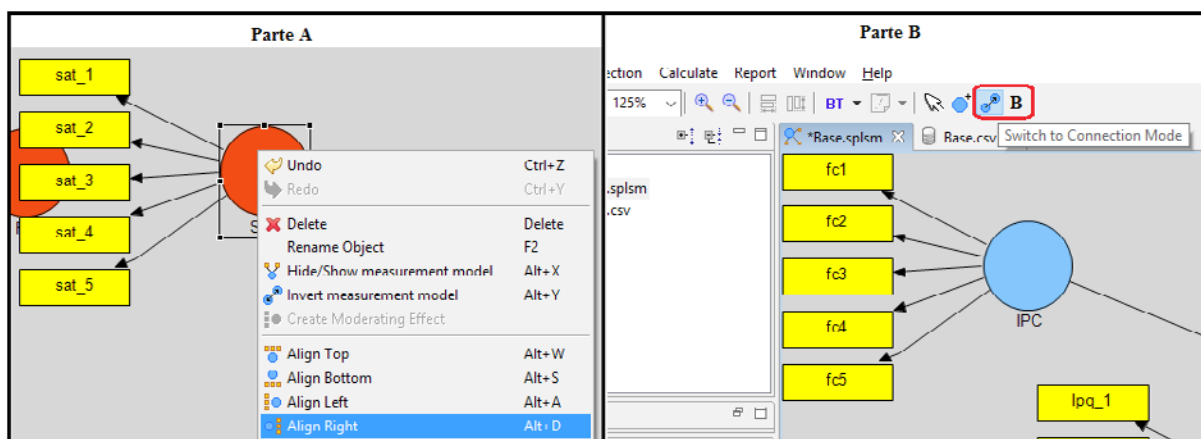 Parte A
sat_1
sat_2
sat_3
sat_4
sat_5
Undo Ctrl+Z
Redo Ctrl+Y
Delete Delete
Rename Object F2
Hide/Show measurement model Alt+X
Invert measurement model Alt+Y
Create Moderating Effect
Align Top Alt+W
Align Bottom Alt+S
Align Left Alt+A
Align Right Alt+D
Parte B
ection Calculate Report Window Help
125% BT B
*Base.splsm Base.csv Switch to Connection Mode
.splsm
.csv
fc1
fc2
fc3
fc4
fc5
IPC
lpq_1